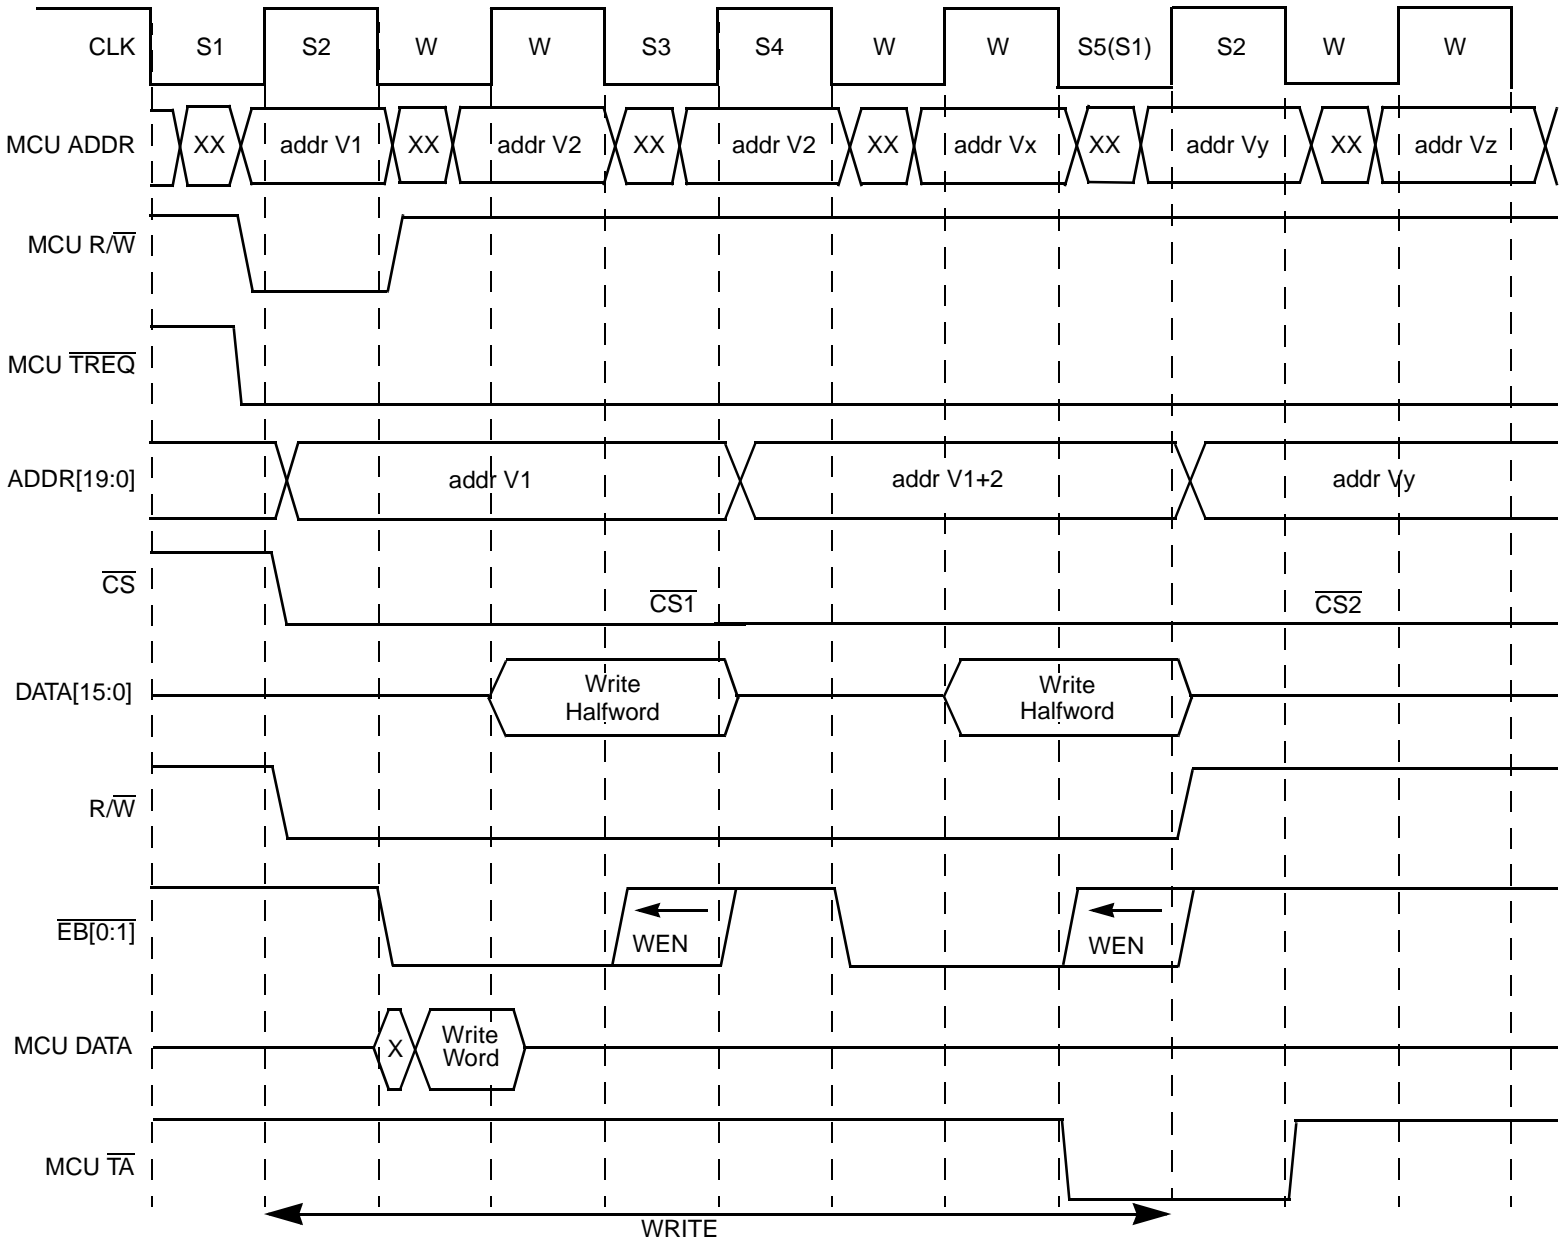 CLK S1 S2 W W S3 S4 W W S5(S1) S2 W W
MCU ADDR XX addr V1 XX addr V2 XX addr V2 XX addr Vx XX addr Vy XX addr Vz
MCU R/W
MCU TREQ
ADDR[19:0] addr V1 addr V1+2 addr Vy
CS CS1 CS2
DATA[15:0] Write Halfword Write Halfword
R/W
EB[0:1] WEN WEN
MCU DATA X Write Word
MCU TA
WRITE